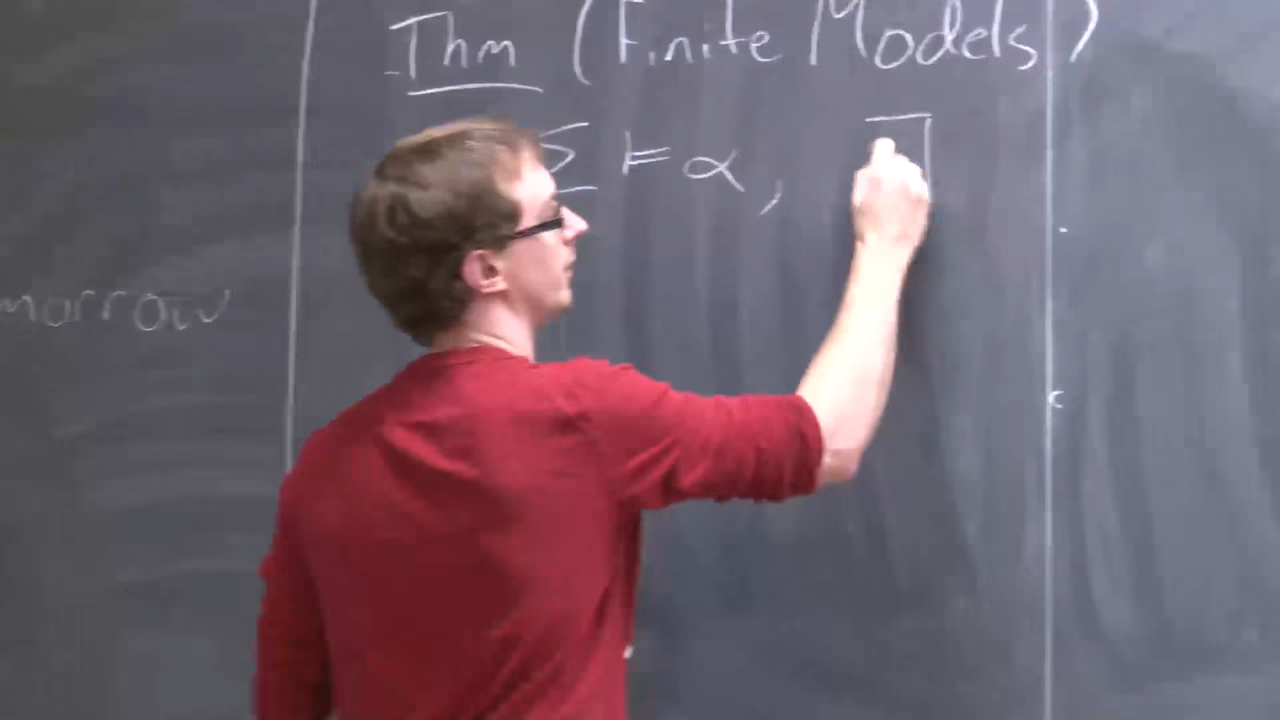 Thm (Finite Models)
Σ ⊨ α, ∃
morrow